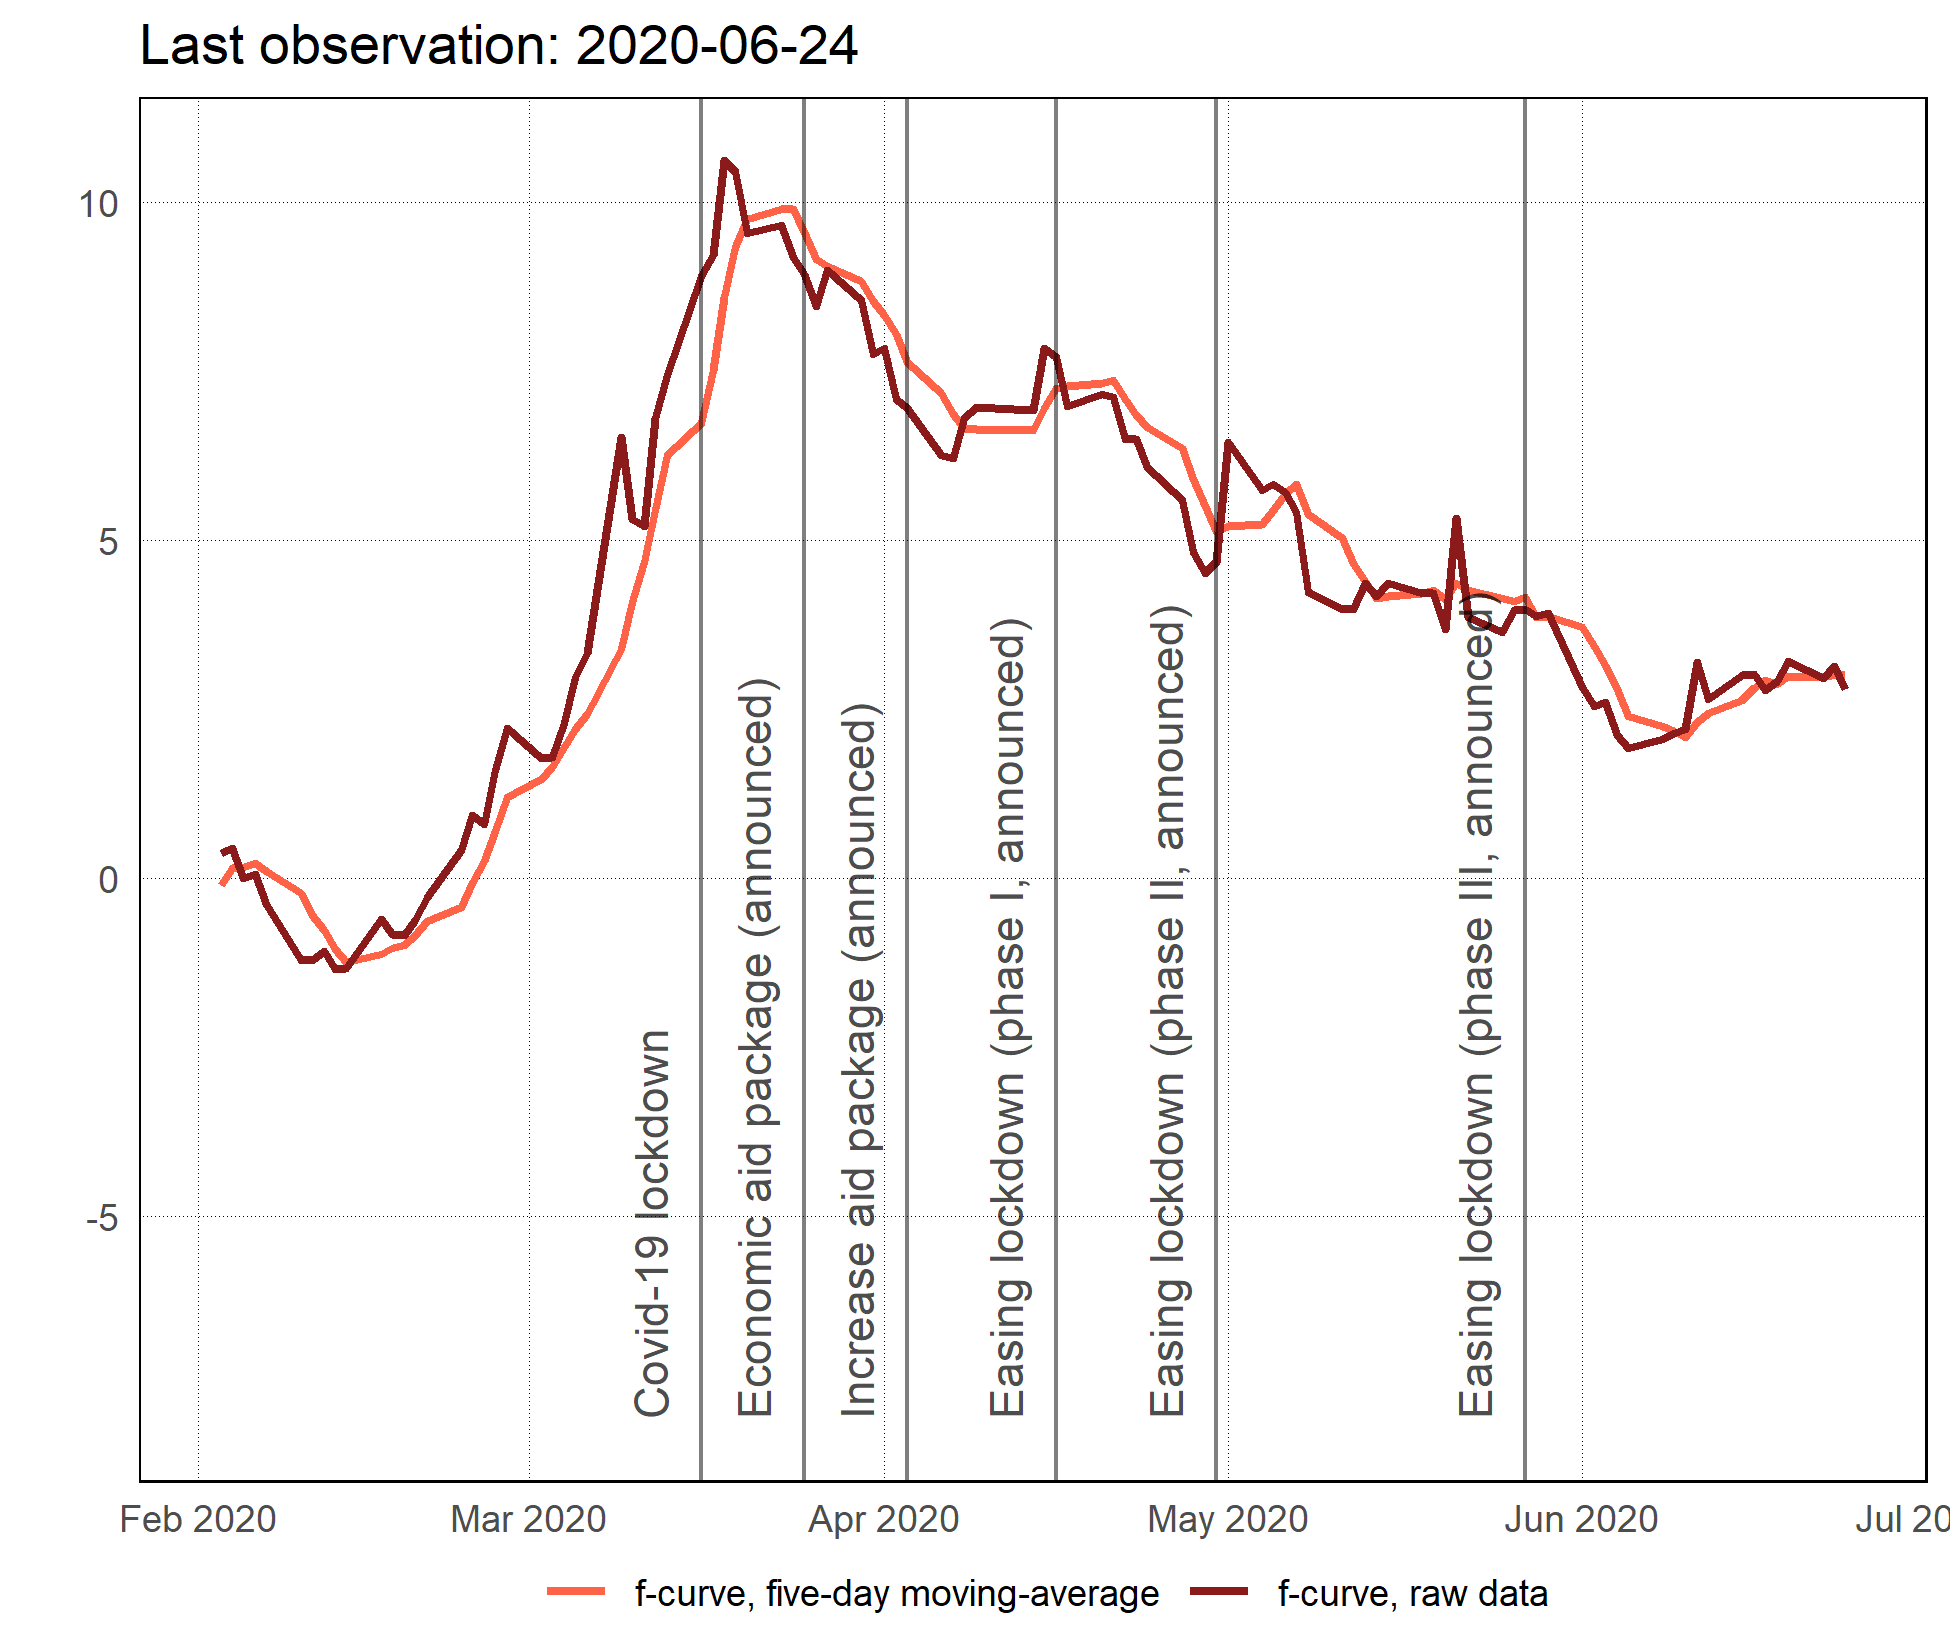 Last observation: 2020-06-24
10
5
0
-5
Covid-19 lockdown
Economic aid package (announced)
Increase aid package (announced)
Easing lockdown (phase I, announced)
Easing lockdown (phase II, announced)
Easing lockdown (phase III, announced)
Feb 2020
Mar 2020
Apr 2020
May 2020
Jun 2020
Jul 20
f-curve, five-day moving-average
f-curve, raw data